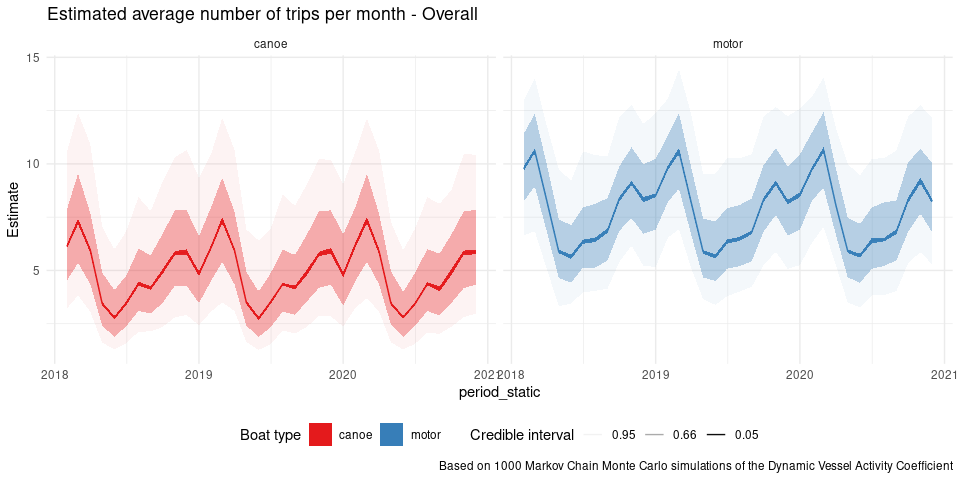 Estimated average number of trips per month - Overall
canoe
motor
15
10
5
Estimate
2018
2019
2020
2021
2018
2019
2020
2021
period_static
Boat type canoe motor Credible interval 0.95 0.66 0.05
Based on 1000 Markov Chain Monte Carlo simulations of the Dynamic Vessel Activity Coefficient